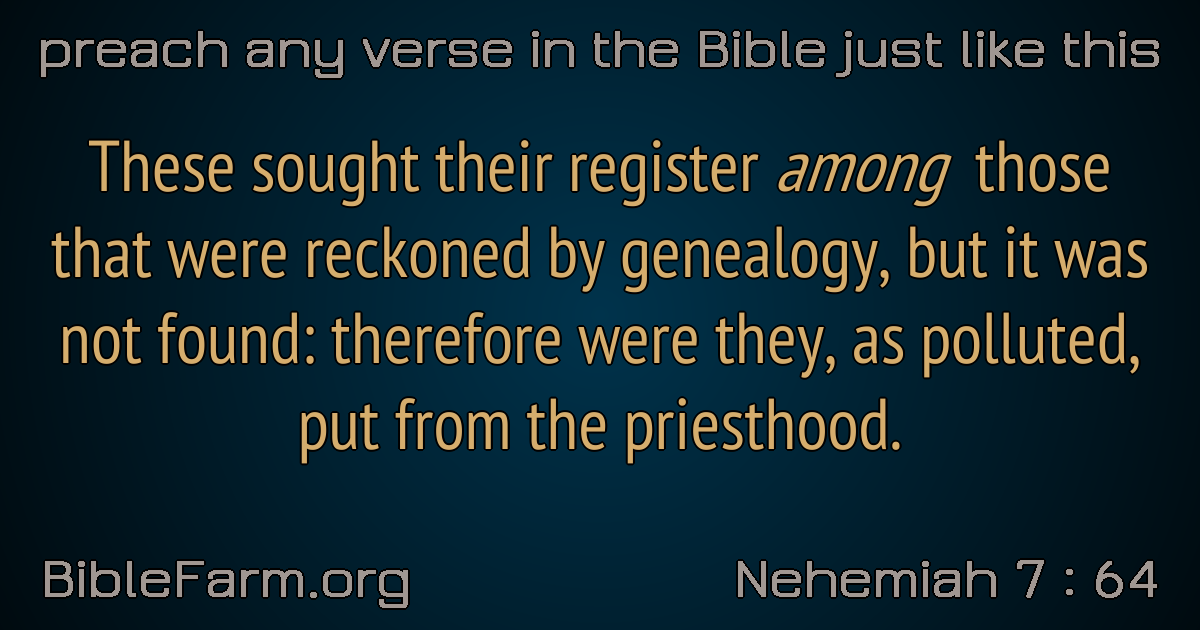 preach any verse in the Bible just like this
These sought their register among those
that were reckoned by genealogy, but it was
not found: therefore were they, as polluted,
put from the priesthood.
BibleFarm.org
Nehemiah 7 : 64